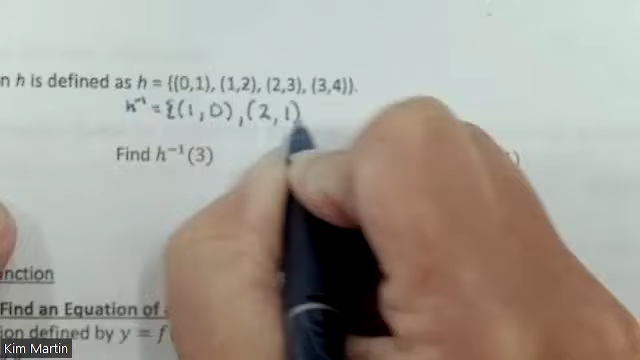 n h is defined as h = {(0,1), (1,2), (2,3), (3,4)}.
h⁻¹ = {(1,0), (2,1)
Find h⁻¹(3)
nction
Find an Equation of
ion defined by y = f
Kim Martin